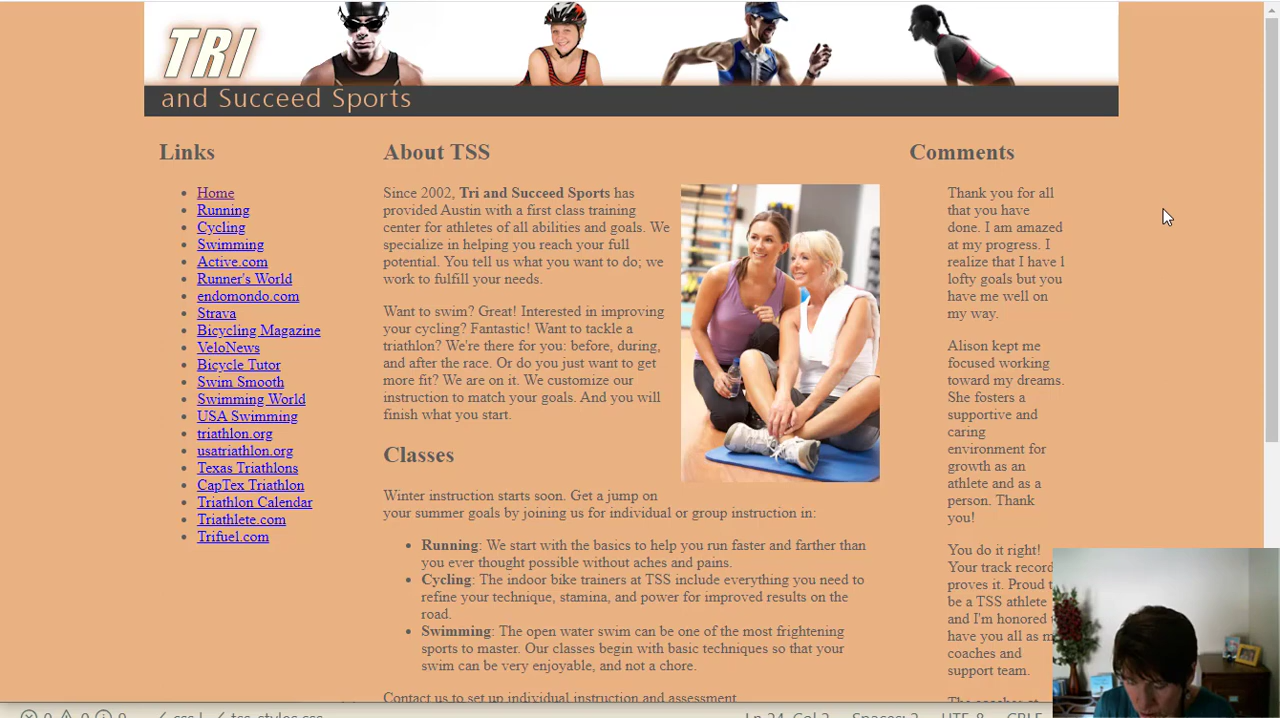 TRI
and Succeed Sports
Links
Home
Running
Cycling
Swimming
Active.com
Runner's World
endomondo.com
Strava
Bicycling Magazine
VeloNews
Bicycle Tutor
Swim Smooth
Swimming World
USA Swimming
triathlon.org
usatriathlon.org
Texas Triathlons
CapTex Triathlon
Triathlon Calendar
Triathlete.com
Trifuel.com
About TSS
Since 2002, Tri and Succeed Sports has
provided Austin with a first class training
center for athletes of all abilities and goals. We
specialize in helping you reach your full
potential. You tell us what you want to do; we
work to fulfill your needs.
Want to swim? Great! Interested in improving
your cycling? Fantastic! Want to tackle a
triathlon? We're there for you: before, during,
and after the race. Or do you just want to get
more fit? We are on it. We customize our
instruction to match your goals. And you will
finish what you start.
Classes
Winter instruction starts soon. Get a jump on
your summer goals by joining us for individual or group instruction in:
Running: We start with the basics to help you run faster and farther than
you ever thought possible without aches and pains.
Cycling: The indoor bike trainers at TSS include everything you need to
refine your technique, stamina, and power for improved results on the
road.
Swimming: The open water swim can be one of the most frightening
sports to master. Our classes begin with basic techniques so that your
swim can be very enjoyable, and not a chore.
Contact us to set up individual instruction and assessment
Comments
Thank you for all
that you have
done. I am amazed
at my progress. I
realize that I have l
lofty goals but you
have me well on
my way.
Alison kept me
focused working
toward my dreams.
She fosters a
supportive and
caring
environment for
growth as an
athlete and as a
person. Thank
you!
You do it right!
Your track record
proves it. Proud
be a TSS athlete
and I'm honored
have you all as
coaches and
support team.
The coaches at
css
tss_styles.css
Ln 24, Col 2
Spaces: 2
UTF-8
CRLF